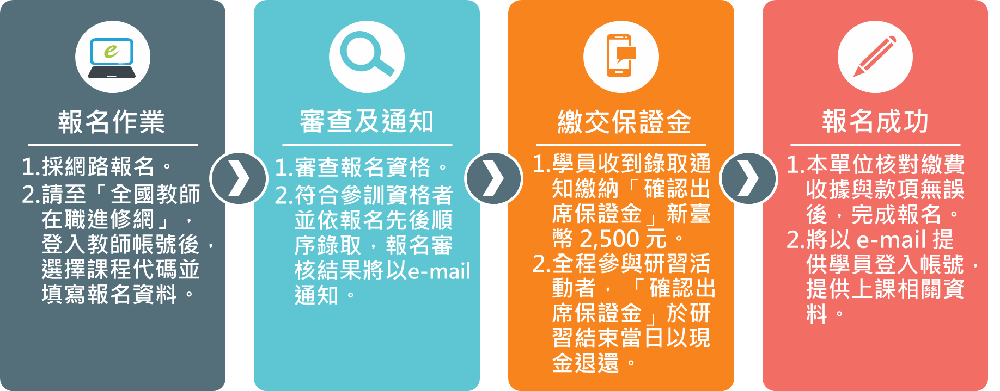 報名作業
1.採網路報名。
2.請至「全國教師
在職進修網」，
登入教師帳號後，
選擇課程代碼並
填寫報名資料。
審查及通知
1.審查報名資格。
2.符合參訓資格者
並依報名先後順
序錄取，報名審
核結果將以e-mail
通知。
繳交保證金
1.學員收到錄取通
知繳納「確認出
席保證金」新臺
幣 2,500 元。
2.全程參與研習活
動者，「確認出
席保證金」於研
習結束當日以現
金退還。
報名成功
1.本單位核對繳費
收據與款項無誤
後，完成報名。
2.將以 e-mail 提
供學員登入帳號，
提供上課相關資
料。